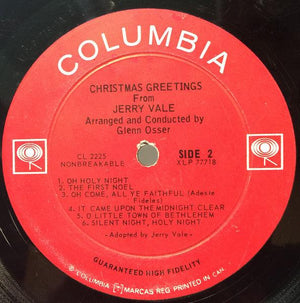 COLUMBIA
CHRISTMAS GREETINGS
From
JERRY VALE
Arranged and Conducted by
Glenn Osser
CL 2225
NONBREAKABLE
SIDE 2
XLP 77718
1. OH HOLY NIGHT
2. THE FIRST NOEL
3. OH COME, ALL YE FAITHFUL (Adeste
Fideles)
4. IT CAME UPON THE MIDNIGHT CLEAR
5. O LITTLE TOWN OF BETHLEHEM
6. SILENT NIGHT, HOLY NIGHT
- Adapted by Jerry Vale -
GUARANTEED HIGH FIDELITY
COLUMBIA MARCAS REG PRINTED IN CAN.